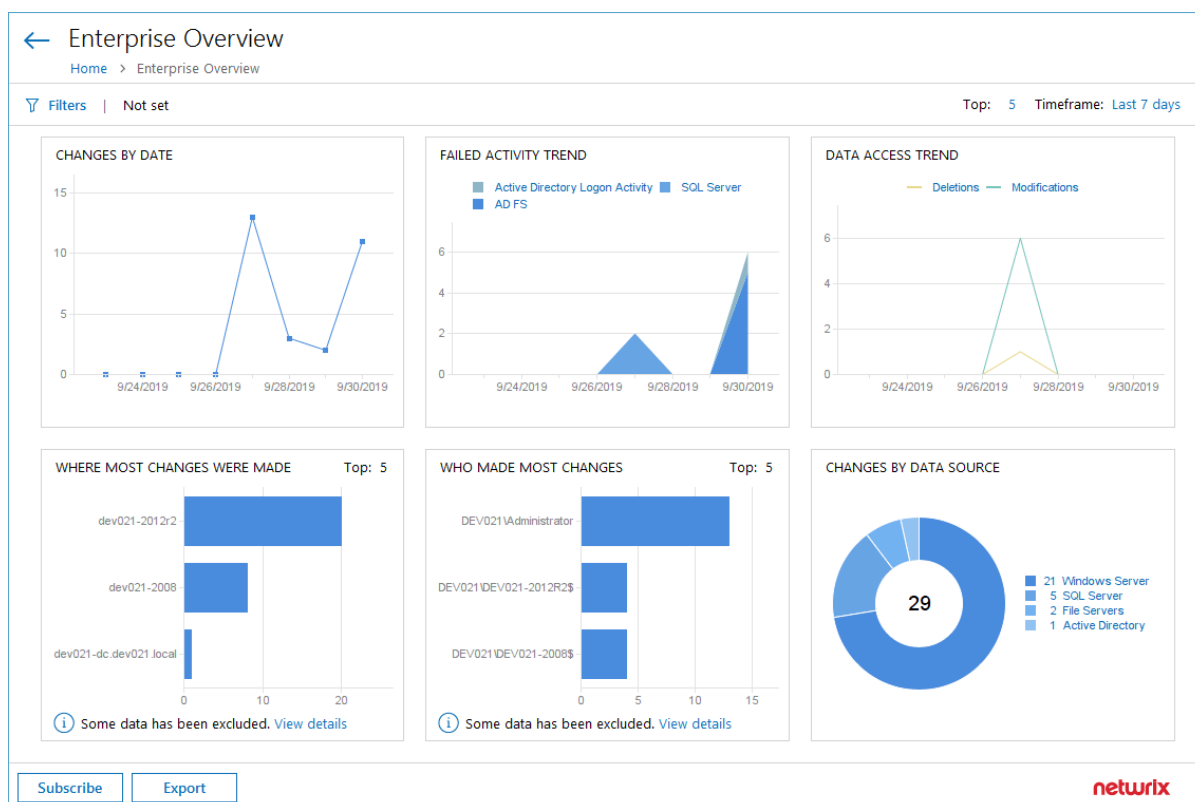 Enterprise Overview
Home > Enterprise Overview
Filters | Not set
Top: 5 Timeframe: Last 7 days
CHANGES BY DATE
15
10
5
0
9/24/2019 9/26/2019 9/28/2019 9/30/2019
FAILED ACTIVITY TREND
Active Directory Logon Activity SQL Server
AD FS
6
4
2
0
9/24/2019 9/26/2019 9/28/2019 9/30/2019
DATA ACCESS TREND
Deletions Modifications
6
4
2
0
9/24/2019 9/26/2019 9/28/2019 9/30/2019
WHERE MOST CHANGES WERE MADE Top: 5
dev021-2012r2
dev021-2008
dev021-dc.dev021.local
0 10 20
i Some data has been excluded. View details
WHO MADE MOST CHANGES Top: 5
DEV021\Administrator
DEV021\DEV021-2012R2$
DEV021\DEV021-2008$
0 5 10 15
i Some data has been excluded. View details
CHANGES BY DATA SOURCE
29
21 Windows Server
5 SQL Server
2 File Servers
1 Active Directory
Subscribe Export
netwrix